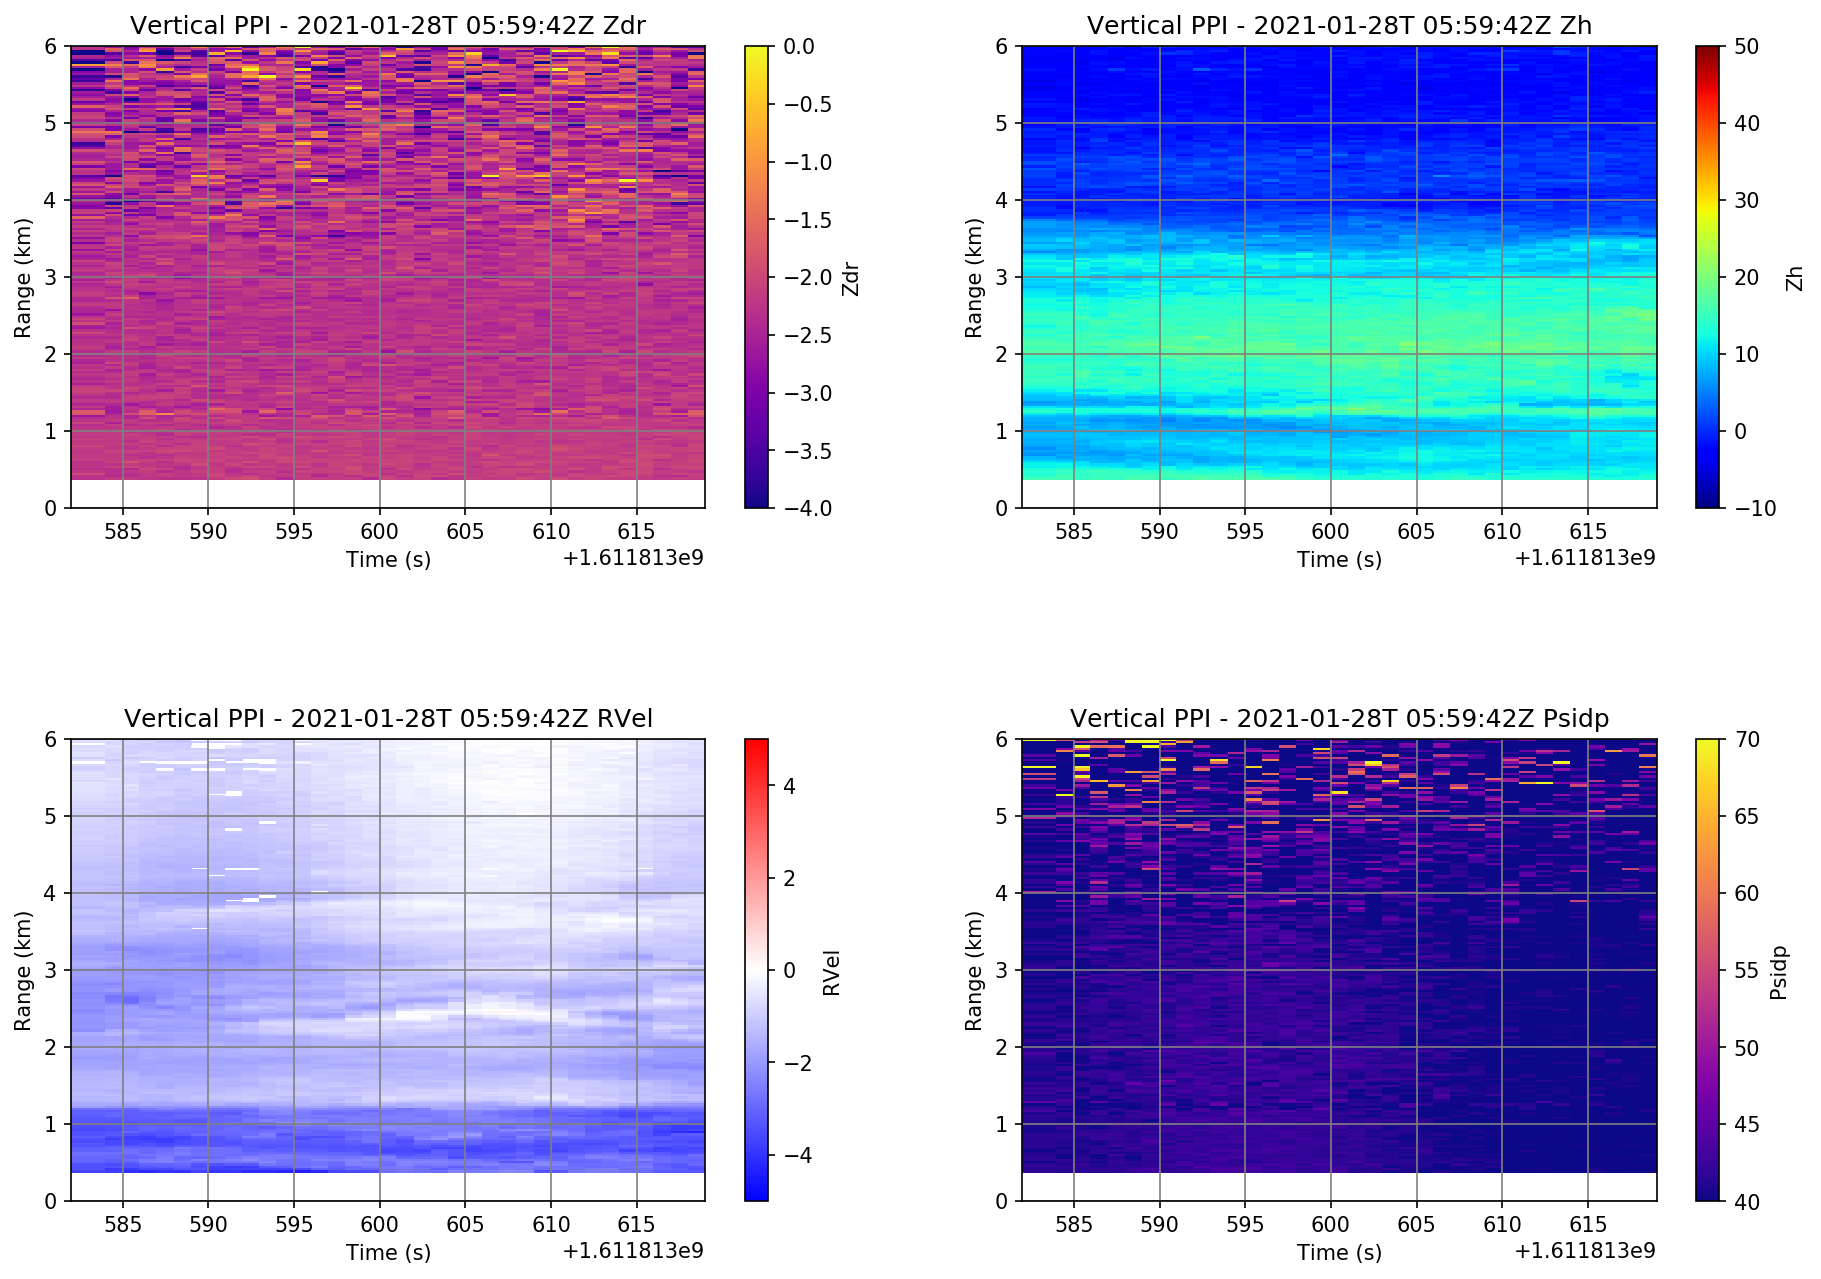 Vertical PPI - 2021-01-28T 05:59:42Z Zdr
6
5
4
3
2
1
0
Range (km)
585 590 595 600 605 610 615
Time (s)
+1.611813e9
0.0
−0.5
−1.0
−1.5
−2.0
−2.5
−3.0
−3.5
−4.0
Zdr
Vertical PPI - 2021-01-28T 05:59:42Z Zh
6
5
4
3
2
1
0
Range (km)
585 590 595 600 605 610 615
Time (s)
+1.611813e9
50
40
30
20
10
0
−10
Zh
Vertical PPI - 2021-01-28T 05:59:42Z RVel
6
5
4
3
2
1
0
Range (km)
585 590 595 600 605 610 615
Time (s)
+1.611813e9
4
2
0
−2
−4
RVel
Vertical PPI - 2021-01-28T 05:59:42Z Psidp
6
5
4
3
2
1
0
Range (km)
585 590 595 600 605 610 615
Time (s)
+1.611813e9
70
65
60
55
50
45
40
Psidp